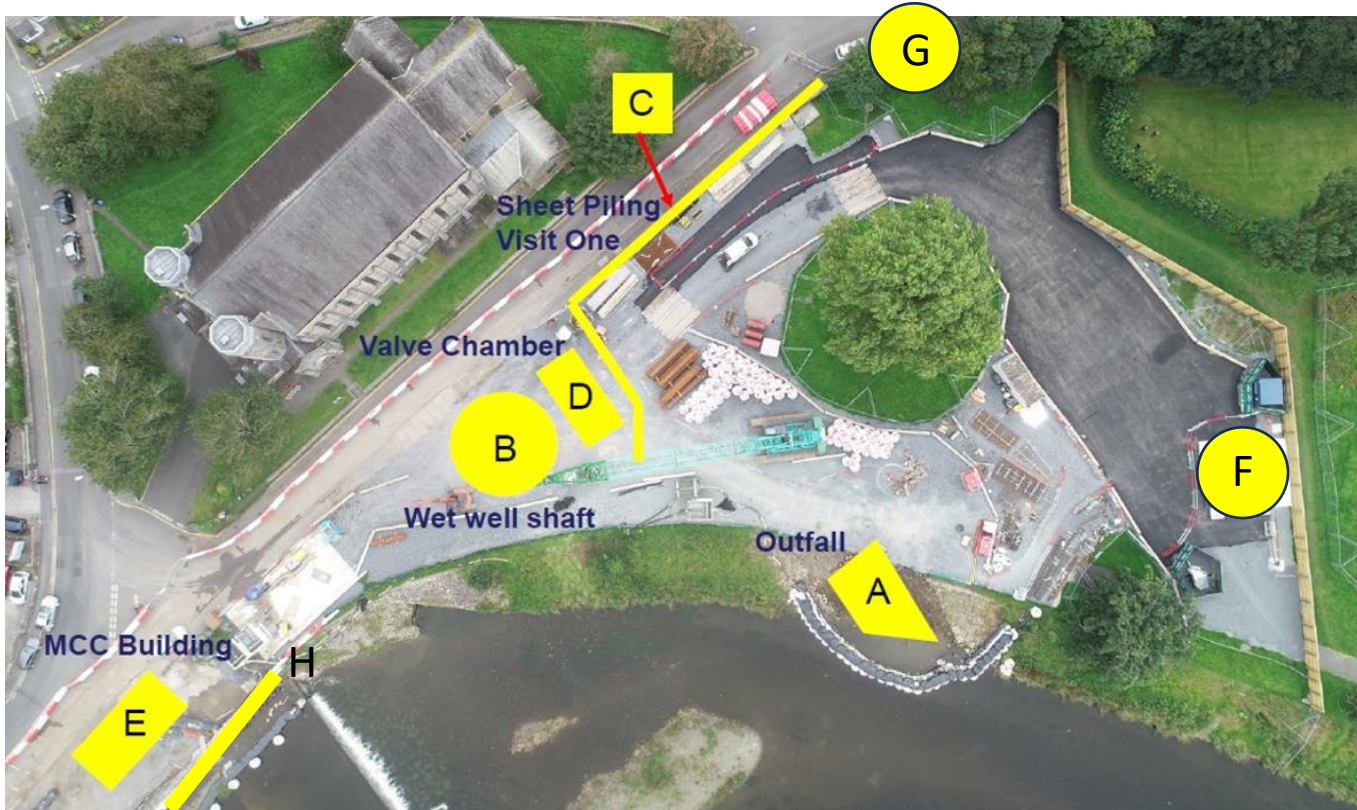 G
C
Sheet Piling
Visit One
Valve Chamber
D
B
F
Wet well shaft
Outfall
A
MCC Building
H
E